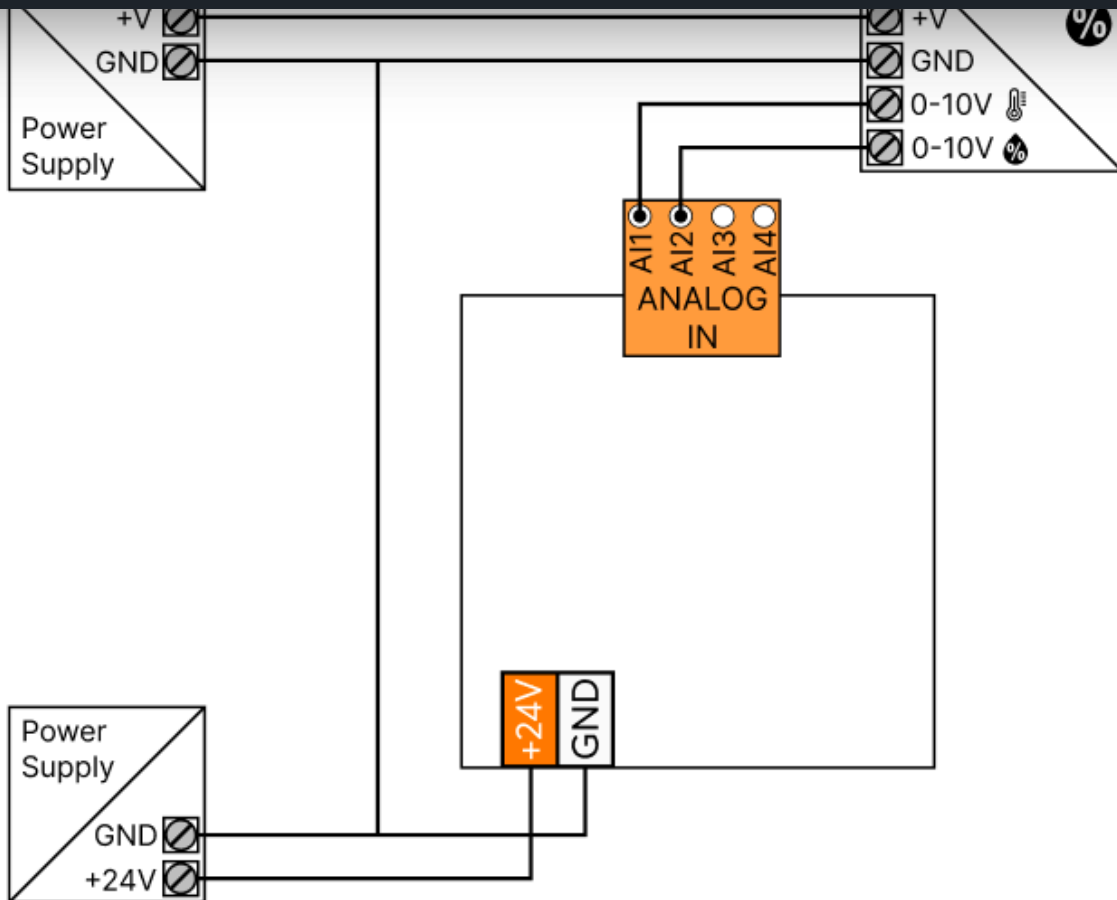 +V
GND
Power
Supply
+V
GND
0-10V
0-10V %
%
AI1
AI2
AI3
AI4
ANALOG
IN
+24V
GND
Power
Supply
GND
+24V